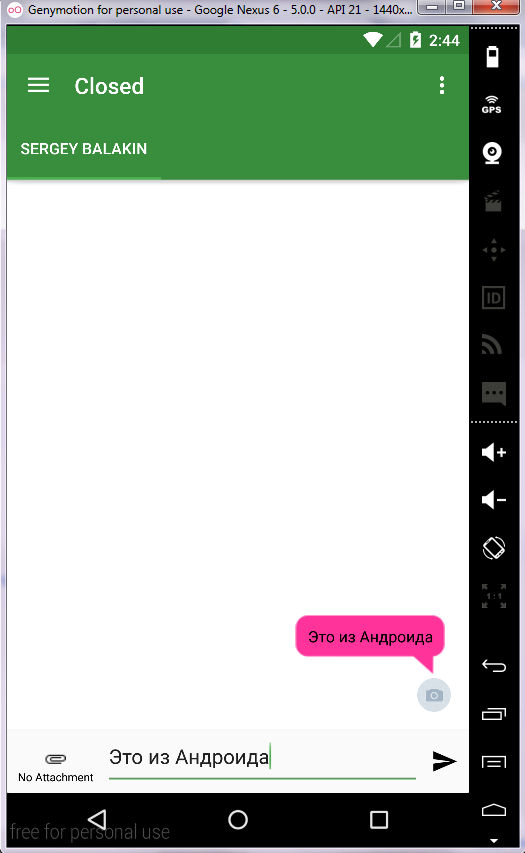 Genymotion for personal use - Google Nexus 6 - 5.0.0 - API 21 - 1440x...
2:44
Closed
GPS
SERGEY BALAKIN
ID
1:1
Это из Андроида
Это из Андроида
No Attachment
free for personal use